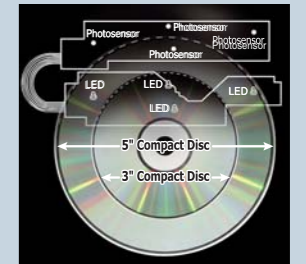 Photosensor
Photosensor
Photosensor
Photosensor
Photosensor
LED
LED
LED
LED
5" Compact Disc
3" Compact Disc